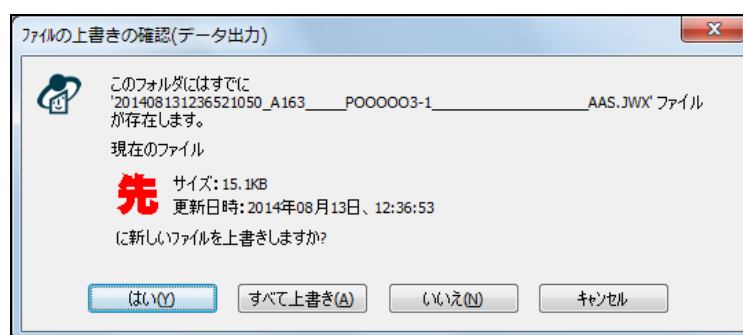 ﾌｧｲﾙの上書きの確認(データ出力)
このフォルダにはすでに
'201408131236521050_A163_____POOOOO3-1____________________AAS.JWX' ファイル
が存在します。
現在のファイル
先
サイズ: 15.1KB
更新日時: 2014年08月13日、12:36:53
に新しいファイルを上書きしますか?
はい(Y) すべて上書き(A) いいえ(N) キャンセル